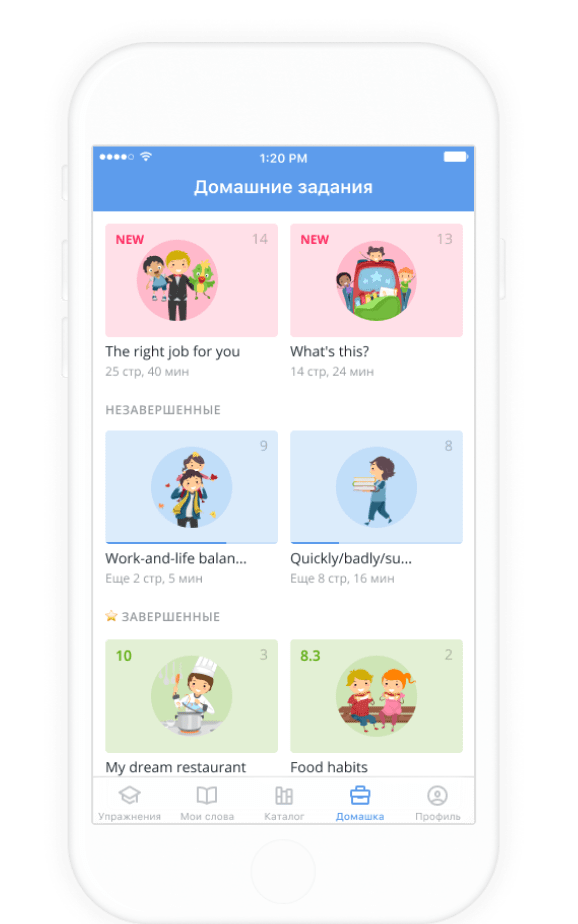 1:20 PM
Домашние задания
NEW 14
NEW 13
The right job for you
What's this?
25 стр, 40 мин
14 стр, 24 мин
НЕЗАВЕРШЕННЫЕ
9
8
Work-and-life balan...
Quickly/badly/su...
Еще 2 стр, 5 мин
Еще 8 стр, 16 мин
ЗАВЕРШЕННЫЕ
10 3
8.3 2
My dream restaurant
Food habits
Упражнения
Мои слова
Каталог
Домашка
Профиль